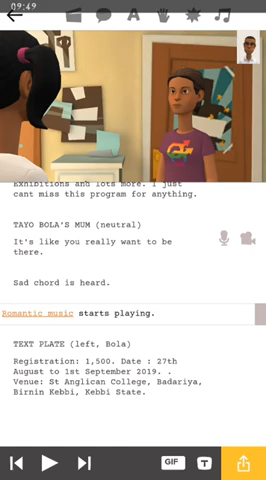 09:49
A
Exhibitions and lots more. I just
cant miss this program for anything.
TAYO BOLA'S MUM (neutral)
It's like you really want to be
there.
Sad chord is heard.
Romantic music starts playing.
TEXT PLATE (left, Bola)
Registration: 1,500. Date : 27th
August to 1st September 2019. .
Venue: St Anglican College, Badariya,
Birnin Kebbi, Kebbi State.
GIF
T